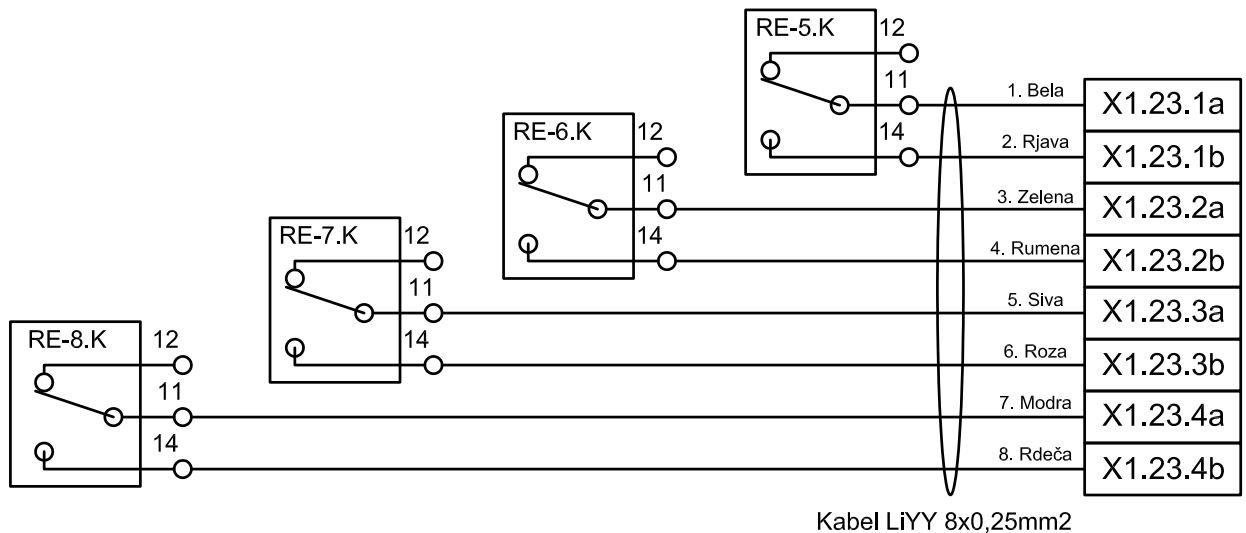 RE-5.K
12
11
14
1. Bela
X1.23.1a
2. Rjava
X1.23.1b
RE-6.K
12
11
14
3. Zelena
X1.23.2a
4. Rumena
X1.23.2b
RE-7.K
12
11
14
5. Siva
X1.23.3a
6. Roza
X1.23.3b
RE-8.K
12
11
14
7. Modra
X1.23.4a
8. Rdeča
X1.23.4b
Kabel LiYY 8x0,25mm2